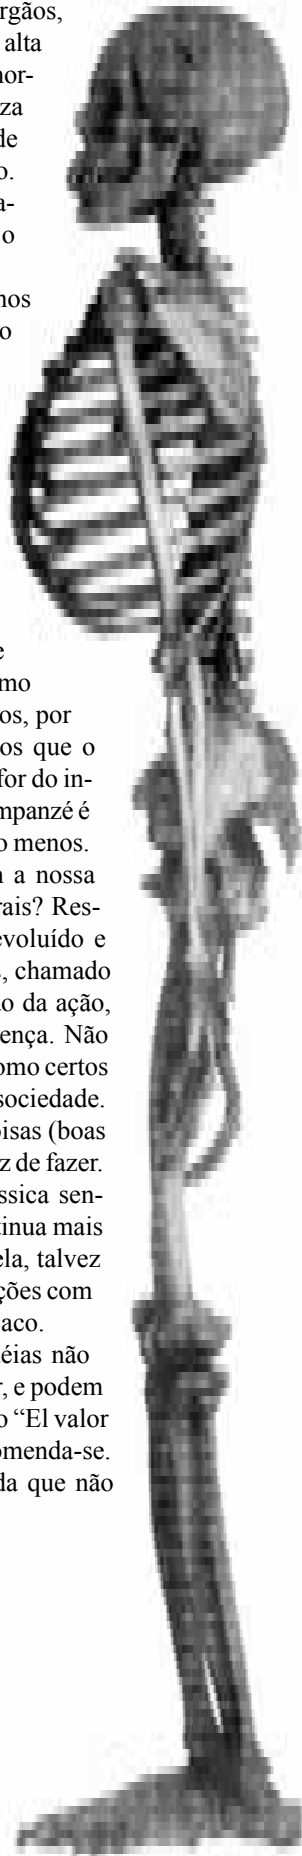 rgãos,
alta
nor-
za
de
o.
a-
o
nos
o
e
mo
os, por
os que o
for do in-
mpanzé é
o menos.
n a nossa
rais? Res-
evoluído e
s, chamado
o da ação,
ença. Não
omo certos
sociedade.
oisas (boas
z de fazer.
ssica sen-
tinua mais
ela, talvez
ções com
aco.
éias não
r, e podem
o “El valor
omenda-se.
da que não